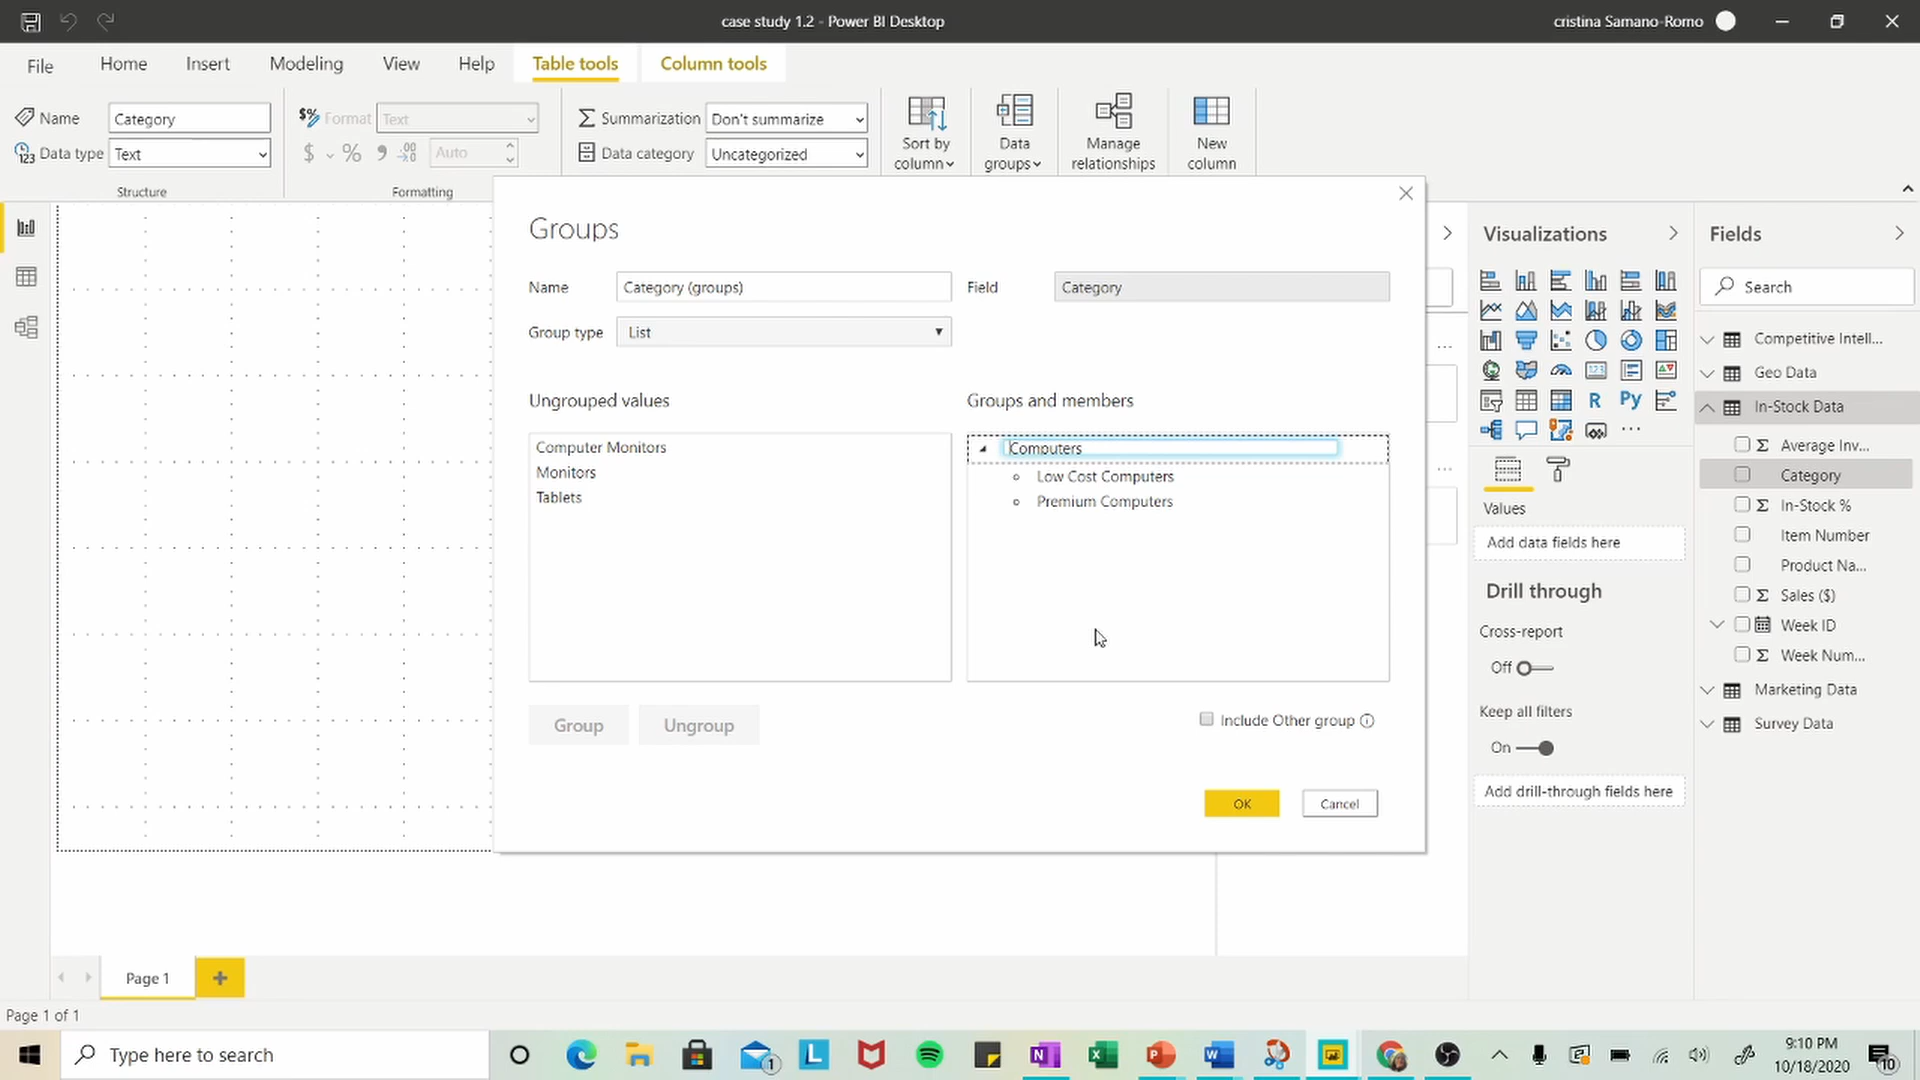 case study 1.2 - Power BI Desktop
cristina Samano-Romo
File
Home
Insert
Modeling
View
Help
Table tools
Column tools
Name
Category
Data type
Text
Structure
Format
Text
$ % 9 .00
Auto
Formatting
Summarization
Don't summarize
Data category
Uncategorized
Sort by
column
Data
groups
Manage
relationships
New
column
Groups
Name
Category (groups)
Field
Category
Group type
List
Ungrouped values
Computer Monitors
Monitors
Tablets
Groups and members
Computers
Low Cost Computers
Premium Computers
Group
Ungroup
Include Other group
OK
Cancel
Visualizations
R
Py
Values
Add data fields here
Drill through
Cross-report
Off
Keep all filters
On
Add drill-through fields here
Fields
Search
Competitive Intell...
Geo Data
In-Stock Data
Average Inv...
Category
In-Stock %
Item Number
Product Na...
Sales ($)
Week ID
Week Num...
Marketing Data
Survey Data
Page 1
Page 1 of 1
Type here to search
9:10 PM
10/18/2020
10